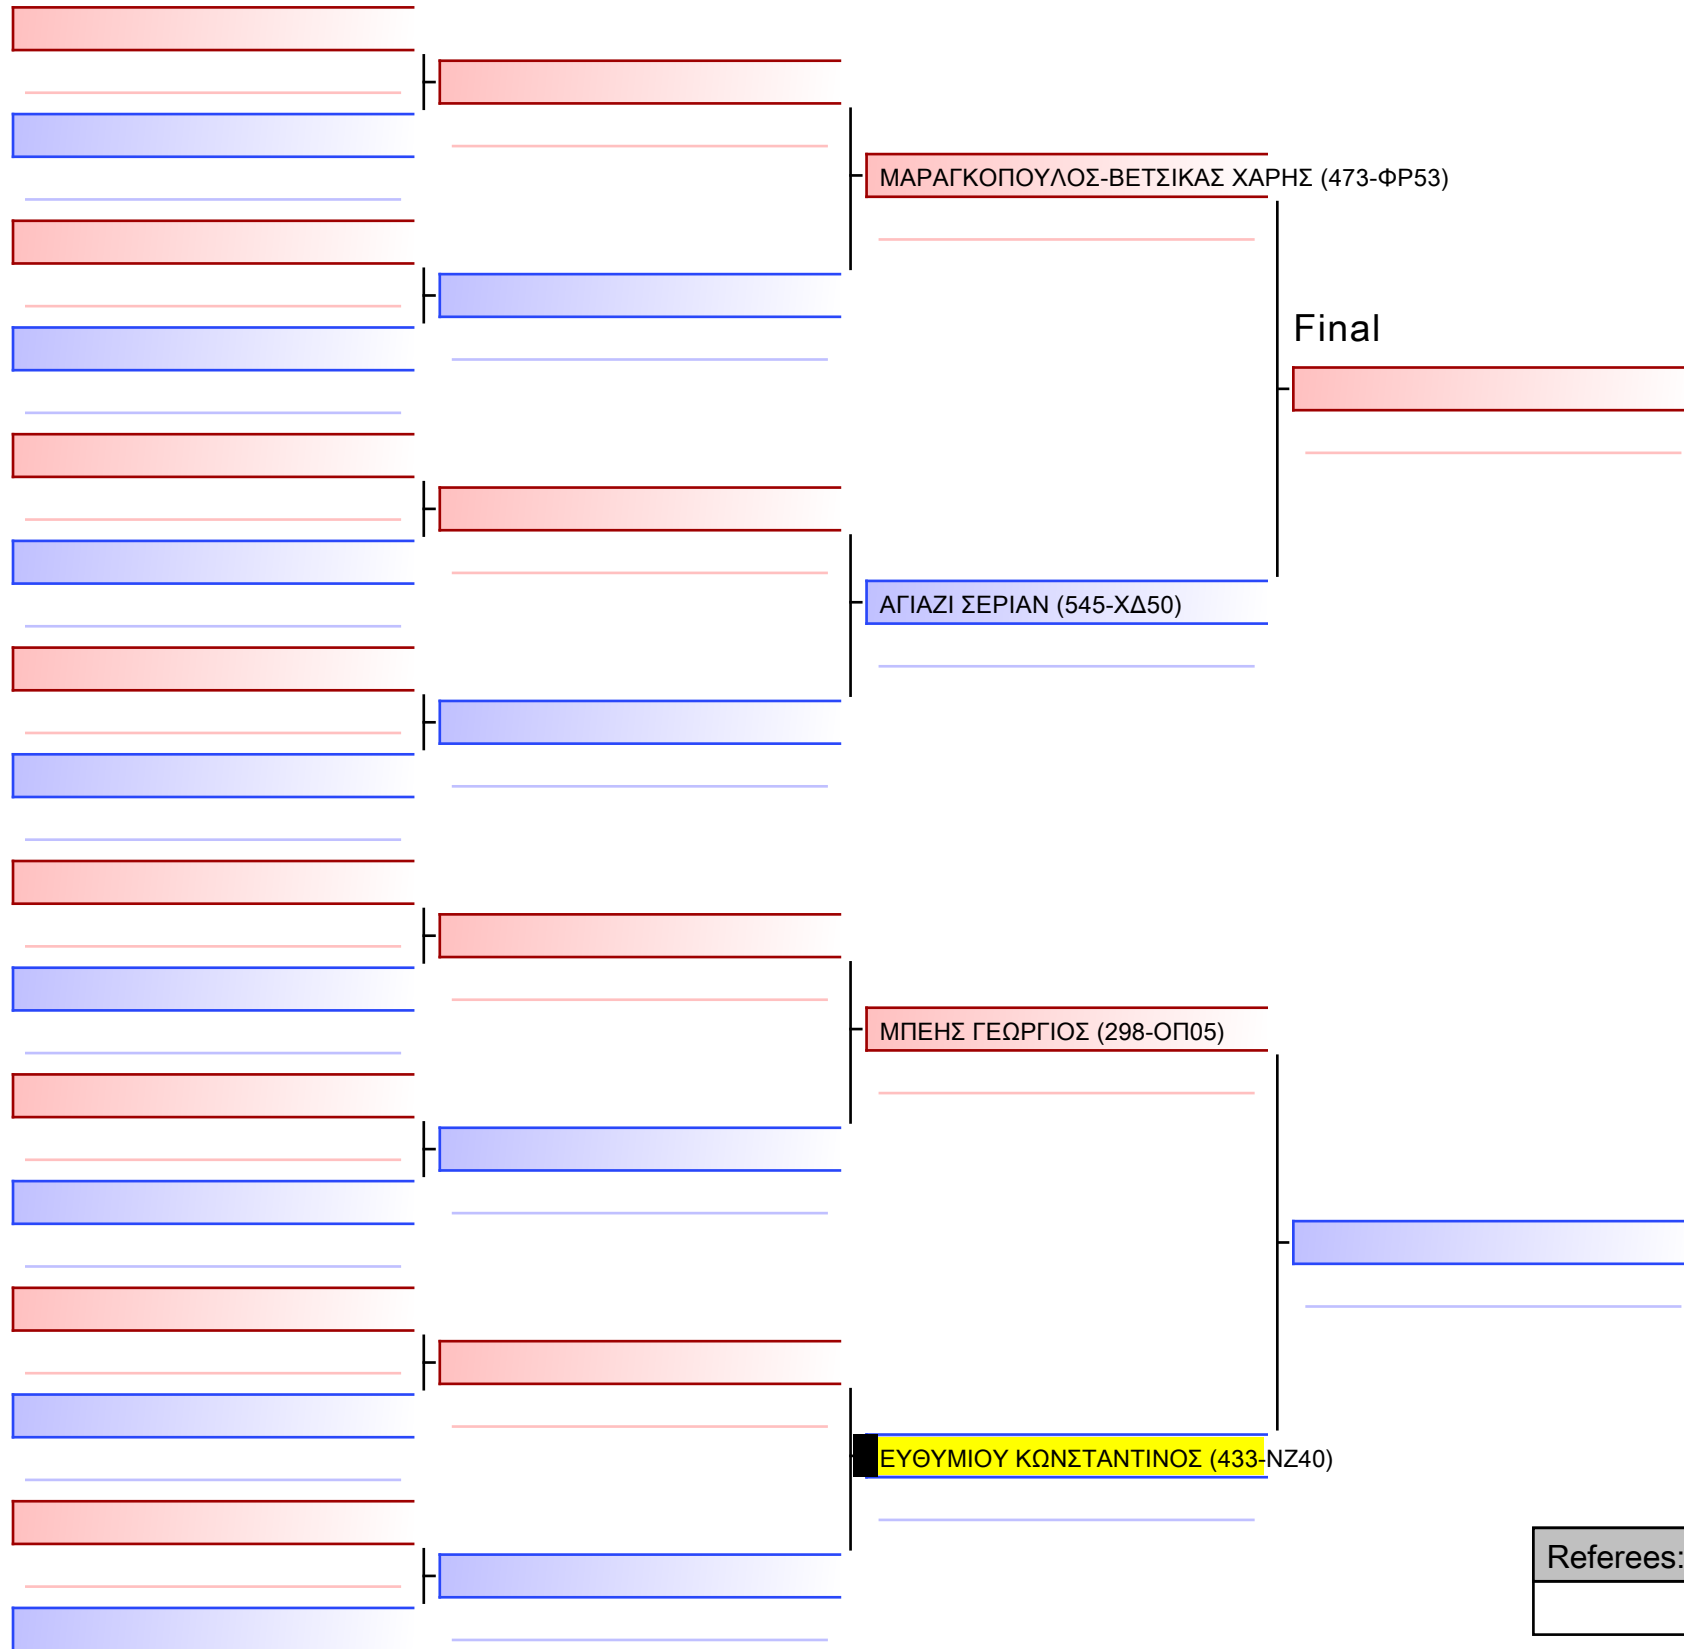 ΜΑΡΑΓΚΟΠΟΥΛΟΣ-ΒΕΤΣΙΚΑΣ ΧΑΡΗΣ (473-ΦΡ53)
Final
ΑΓΙΑΖΙ ΣΕΡΙΑΝ (545-ΧΔ50)
ΜΠΕΗΣ ΓΕΩΡΓΙΟΣ (298-ΟΠ05)
ΕΥΘΥΜΙΟΥ ΚΩΝΣΤΑΝΤΙΝΟΣ (433-ΝΖ40)
Referees: